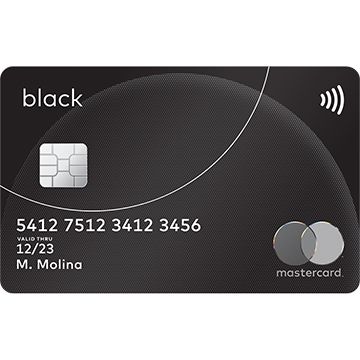 black
5412 7512 3412 3456
VALID THRU
12/23
M. Molina
mastercard.